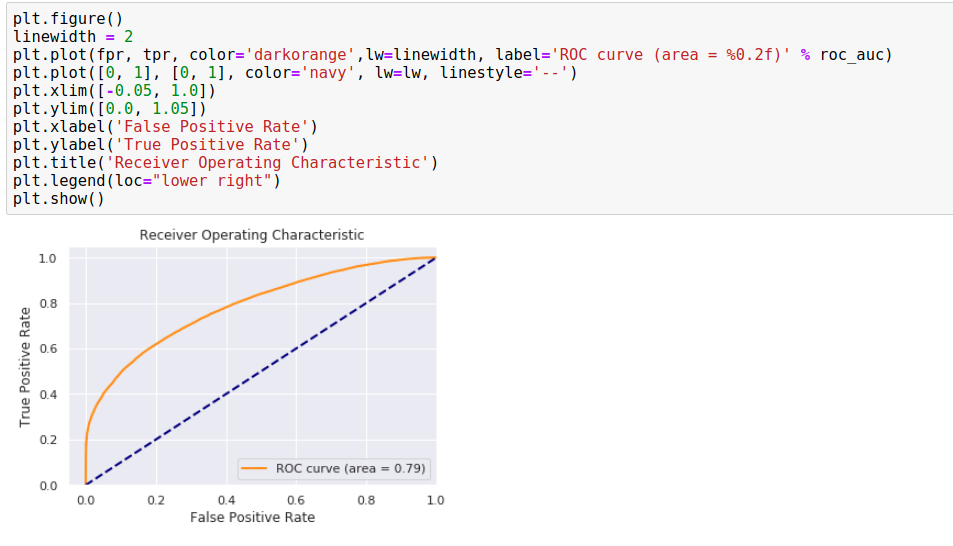 plt.figure()
linewidth = 2
plt.plot(fpr, tpr, color='darkorange',lw=linewidth, label='ROC curve (area = %0.2f)' % roc_auc)
plt.plot([0, 1], [0, 1], color='navy', lw=lw, linestyle='--')
plt.xlim([-0.05, 1.0])
plt.ylim([0.0, 1.05])
plt.xlabel('False Positive Rate')
plt.ylabel('True Positive Rate')
plt.title('Receiver Operating Characteristic')
plt.legend(loc="lower right")
plt.show()
Receiver Operating Characteristic
True Positive Rate
1.0
0.8
0.6
0.4
0.2
0.0
ROC curve (area = 0.79)
0.0 0.2 0.4 0.6 0.8 1.0
False Positive Rate